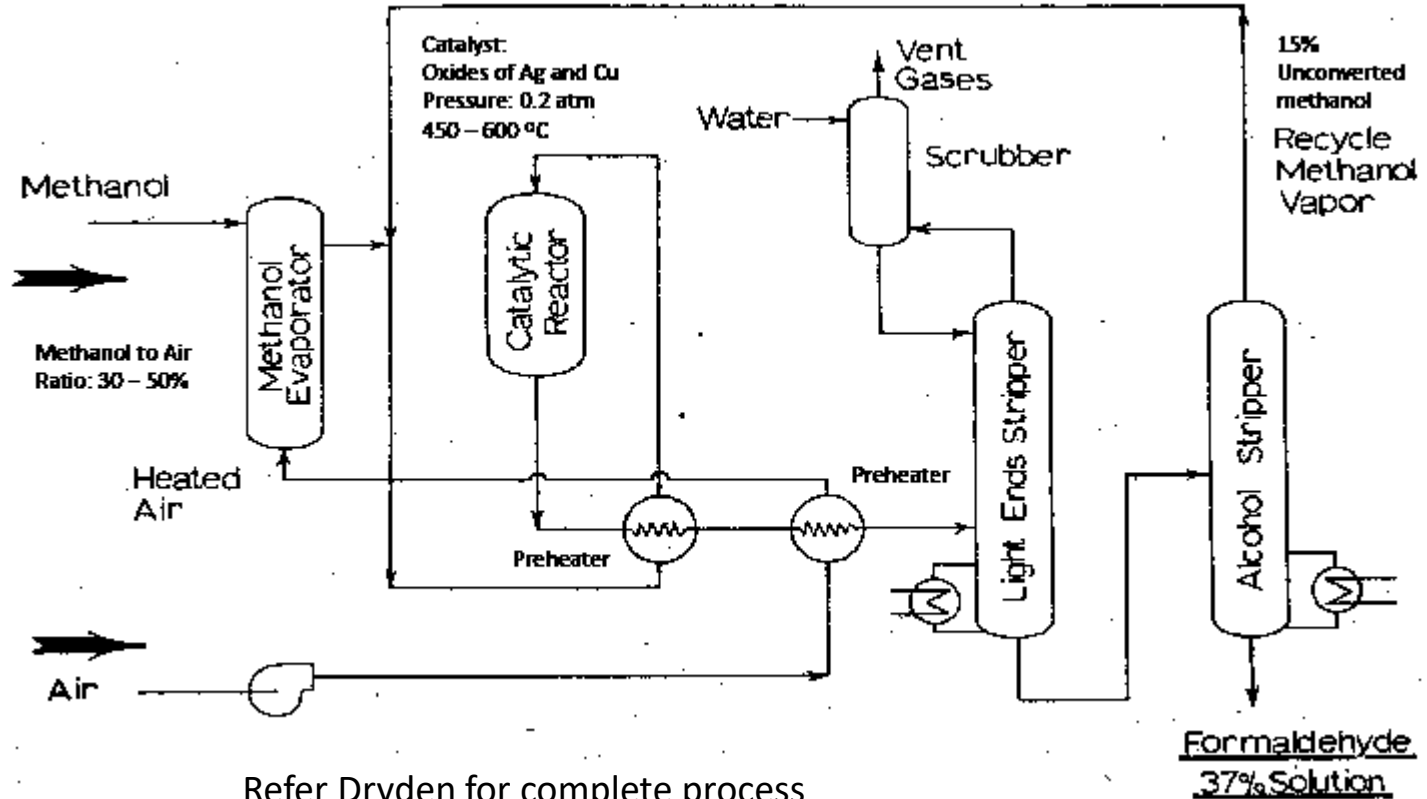 Catalyst:
Oxides of Ag and Cu
Pressure: 0.2 atm
450 – 600 ºC
Vent
Gases
Water
Scrubber
15%
Unconverted
methanol
Recycle
Methanol
Vapor
Methanol
Methanol
Evaporator
Catalytic
Reactor
Methanol to Air
Ratio: 30 – 50%
Light Ends Stripper
Alcohol Stripper
Heated
Air
Preheater
Preheater
Air
Formaldehyde
37% Solution
Refer Dryden for complete process